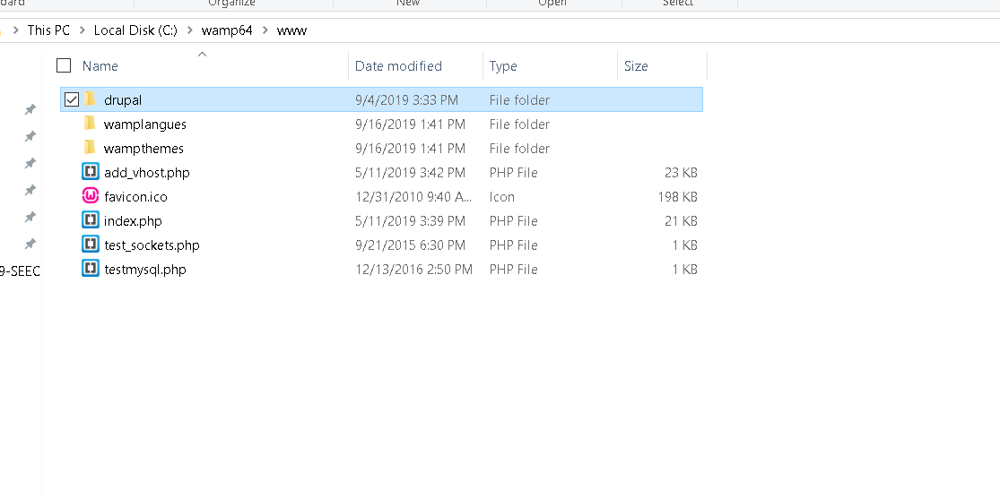 Organize New Open Select
This PC > Local Disk (C:) > wamp64 > www
Name Date modified Type Size
drupal 9/4/2019 3:33 PM File folder
wamplangues 9/16/2019 1:41 PM File folder
wampthemes 9/16/2019 1:41 PM File folder
add_vhost.php 5/11/2019 3:42 PM PHP File 23 KB
favicon.ico 12/31/2010 9:40 A... Icon 198 KB
index.php 5/11/2019 3:39 PM PHP File 21 KB
test_sockets.php 9/21/2015 6:30 PM PHP File 1 KB
testmysql.php 12/13/2016 2:50 PM PHP File 1 KB
9-SEEC